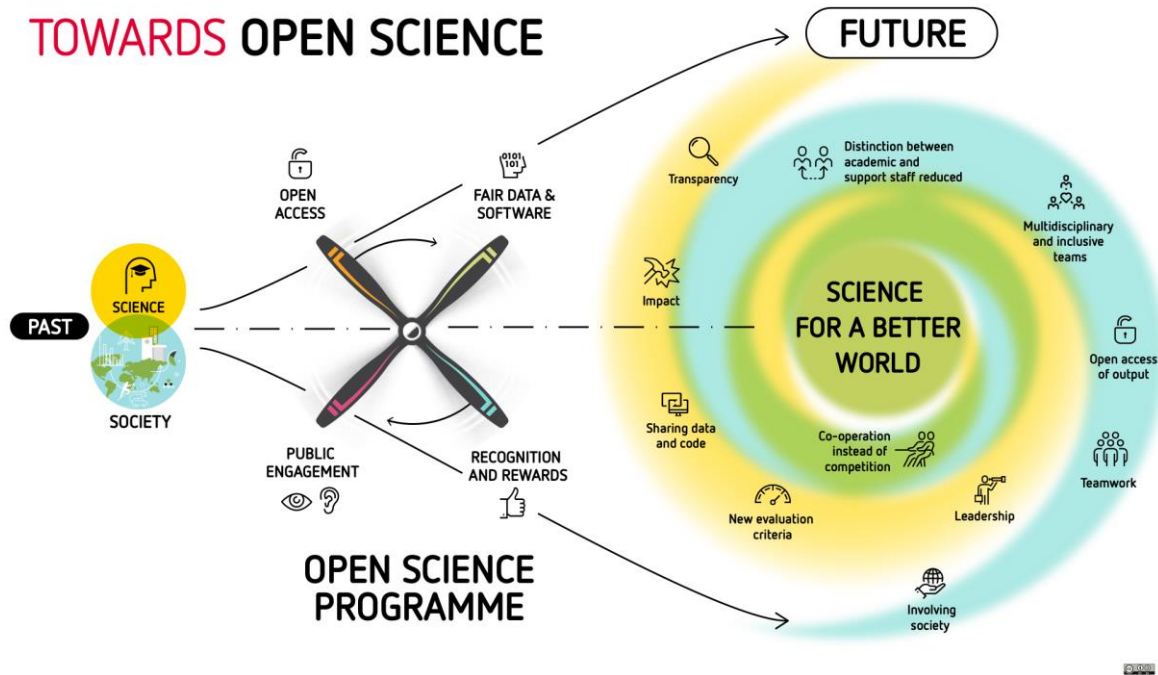 TOWARDS OPEN SCIENCE
FUTURE
OPEN
ACCESS
0101
101
FAIR DATA &
SOFTWARE
PAST
SCIENCE
SOCIETY
PUBLIC
ENGAGEMENT
RECOGNITION
AND REWARDS
OPEN SCIENCE
PROGRAMME
Transparency
Distinction between
academic and
support staff reduced
Multidisciplinary
and inclusive
teams
Impact
SCIENCE
FOR A BETTER
WORLD
Open access
of output
Sharing data
and code
Co-operation
instead of
competition
Teamwork
New evaluation
criteria
Leadership
Involving
society